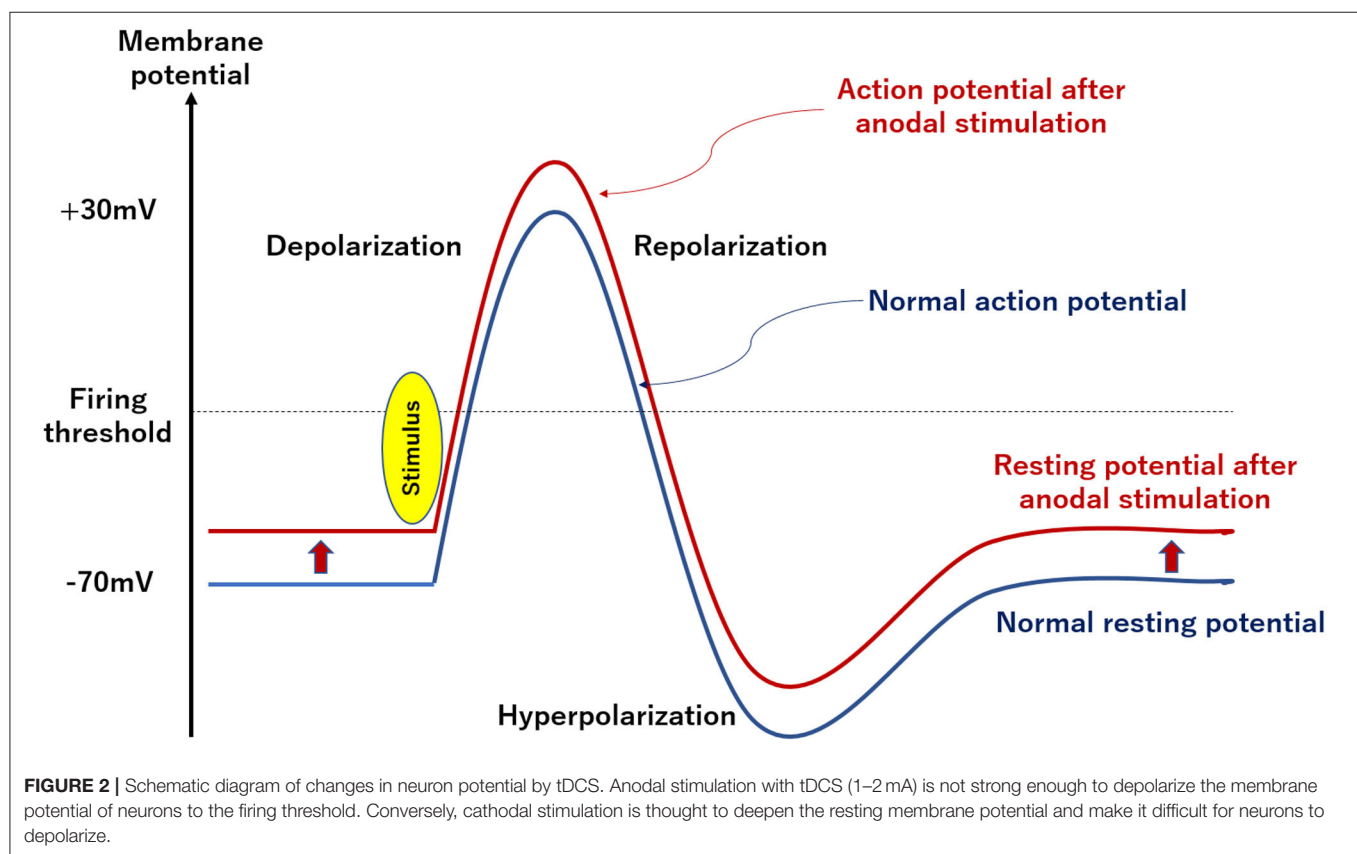 Membrane
potential
Action potential after
anodal stimulation
+30mV
Depolarization
Repolarization
Normal action potential
Firing
threshold
Stimulus
Resting potential after
anodal stimulation
-70mV
Normal resting potential
Hyperpolarization
FIGURE 2 | Schematic diagram of changes in neuron potential by tDCS. Anodal stimulation with tDCS (1–2 mA) is not strong enough to depolarize the membrane
potential of neurons to the firing threshold. Conversely, cathodal stimulation is thought to deepen the resting membrane potential and make it difficult for neurons to
depolarize.